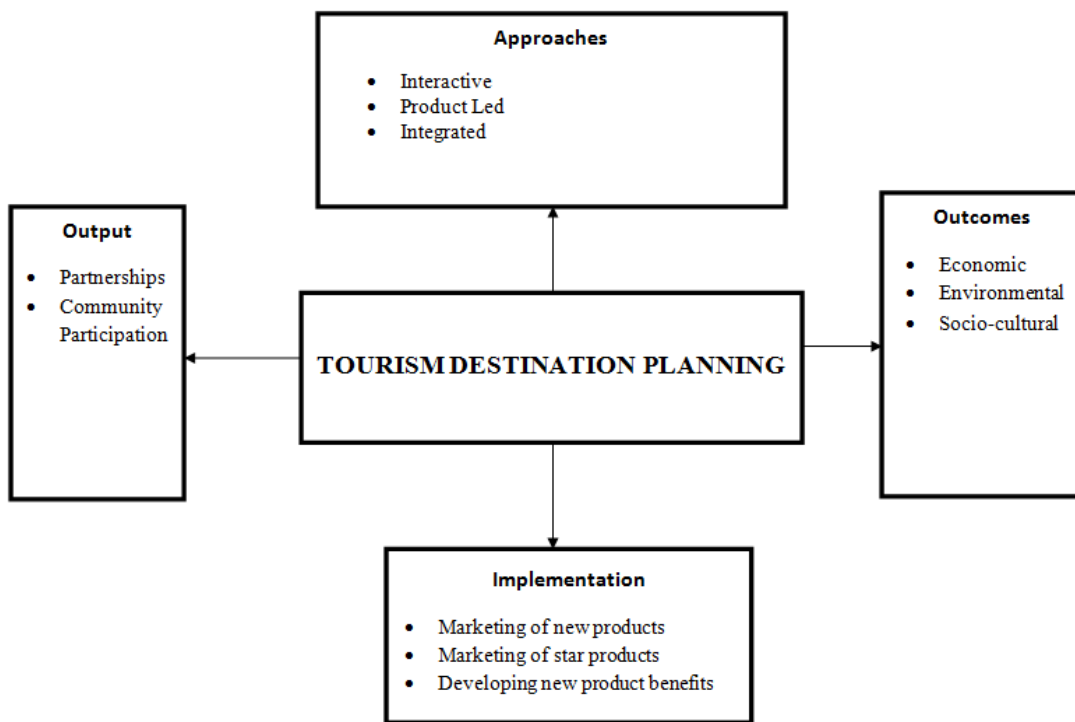 Approaches
• Interactive
• Product Led
• Integrated
Output
• Partnerships
• Community
Participation
TOURISM DESTINATION PLANNING
Outcomes
• Economic
• Environmental
• Socio-cultural
Implementation
• Marketing of new products
• Marketing of star products
• Developing new product benefits